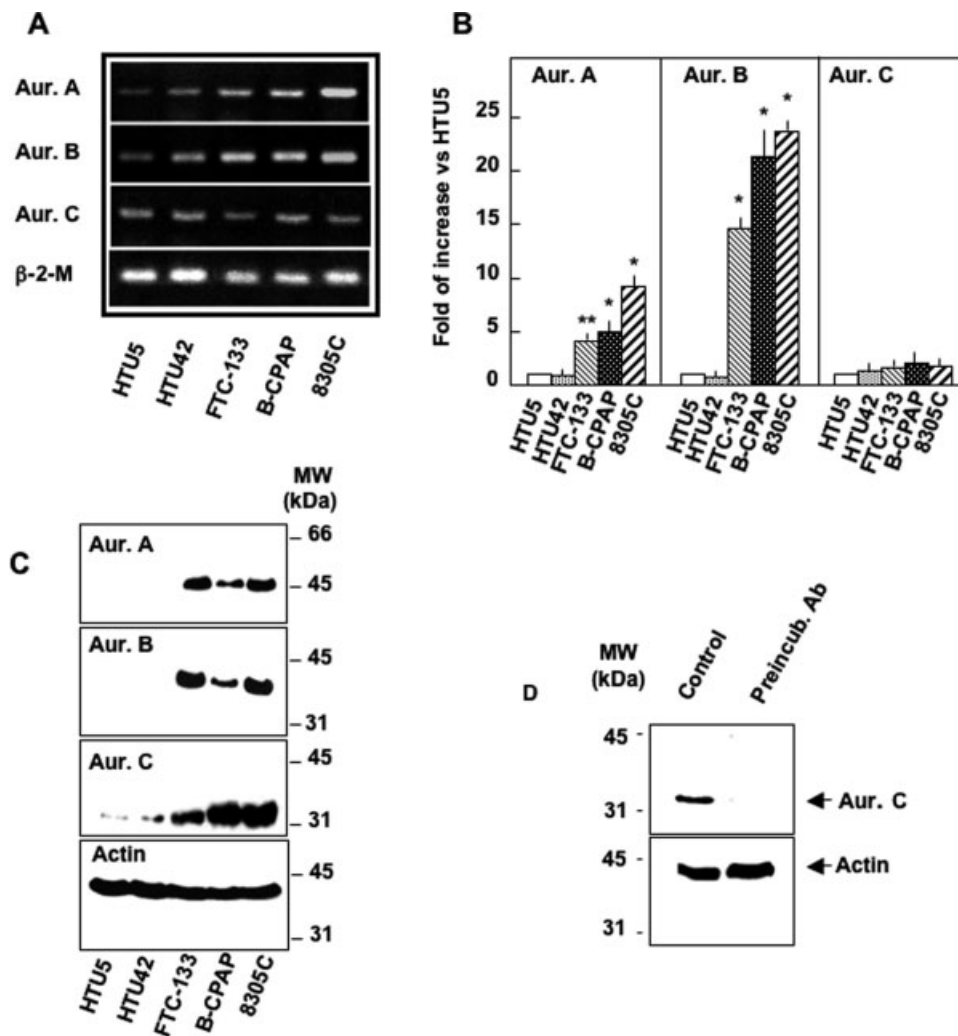 A
Aur. A
Aur. B
Aur. C
β-2-M
HTU5
HTU42
FTC-133
B-CPAP
8305C
B
Fold of increase vs HTU5
25
20
15
10
5
0
Aur. A
Aur. B
Aur. C
** * *
* * *
HTU5
HTU42
FTC-133
B-CPAP
8305C
HTU5
HTU42
FTC-133
B-CPAP
8305C
HTU5
HTU42
FTC-133
B-CPAP
8305C
C
MW
(kDa)
Aur. A
66
45
Aur. B
45
31
Aur. C
45
31
Actin
45
31
HTU5
HTU42
FTC-133
B-CPAP
8305C
D
MW
(kDa)
Control
Preincub. Ab
45
31
Aur. C
45
Actin
31